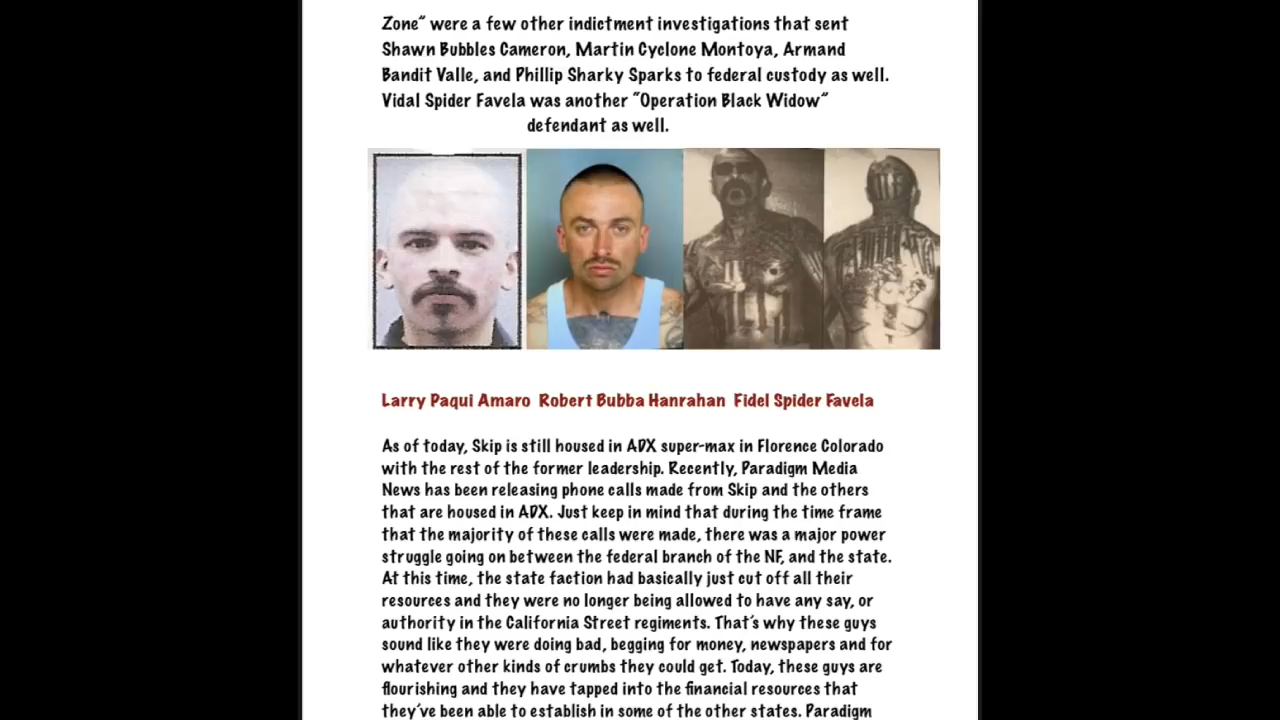 Zone" were a few other indictment investigations that sent
Shawn Bubbles Cameron, Martin Cyclone Montoya, Armand
Bandit Valle, and Phillip Sharky Sparks to federal custody as well.
Vidal Spider Favela was another "Operation Black Widow"
defendant as well.
Larry Paqui Amaro Robert Bubba Hanrahan Fidel Spider Favela
As of today, Skip is still housed in ADX super-max in Florence Colorado
with the rest of the former leadership. Recently, Paradigm Media
News has been releasing phone calls made from Skip and the others
that are housed in ADX. Just keep in mind that during the time frame
that the majority of these calls were made, there was a major power
struggle going on between the federal branch of the NF, and the state.
At this time, the state faction had basically just cut off all their
resources and they were no longer being allowed to have any say, or
authority in the California Street regiments. That's why these guys
sound like they were doing bad, begging for money, newspapers and for
whatever other kinds of crumbs they could get. Today, these guys are
flourishing and they have tapped into the financial resources that
they've been able to establish in some of the other states. Paradigm